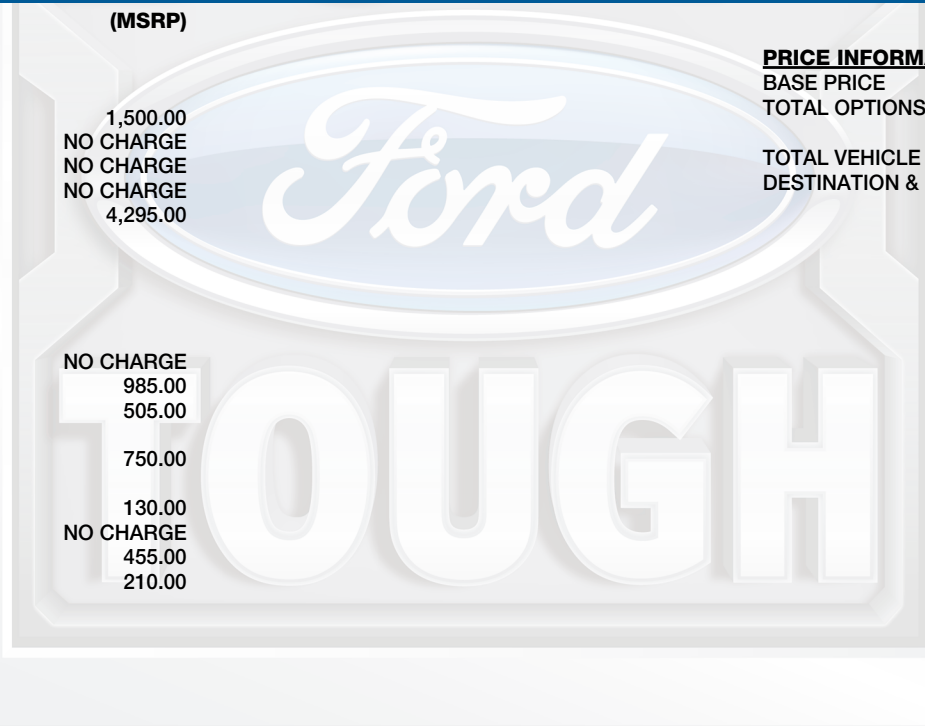 (MSRP)
1,500.00
NO CHARGE
NO CHARGE
NO CHARGE
4,295.00
NO CHARGE
985.00
505.00
750.00
130.00
NO CHARGE
455.00
210.00
PRICE INFORMA
BASE PRICE
TOTAL OPTIONS
TOTAL VEHICLE
DESTINATION &
Ford
TOUGH